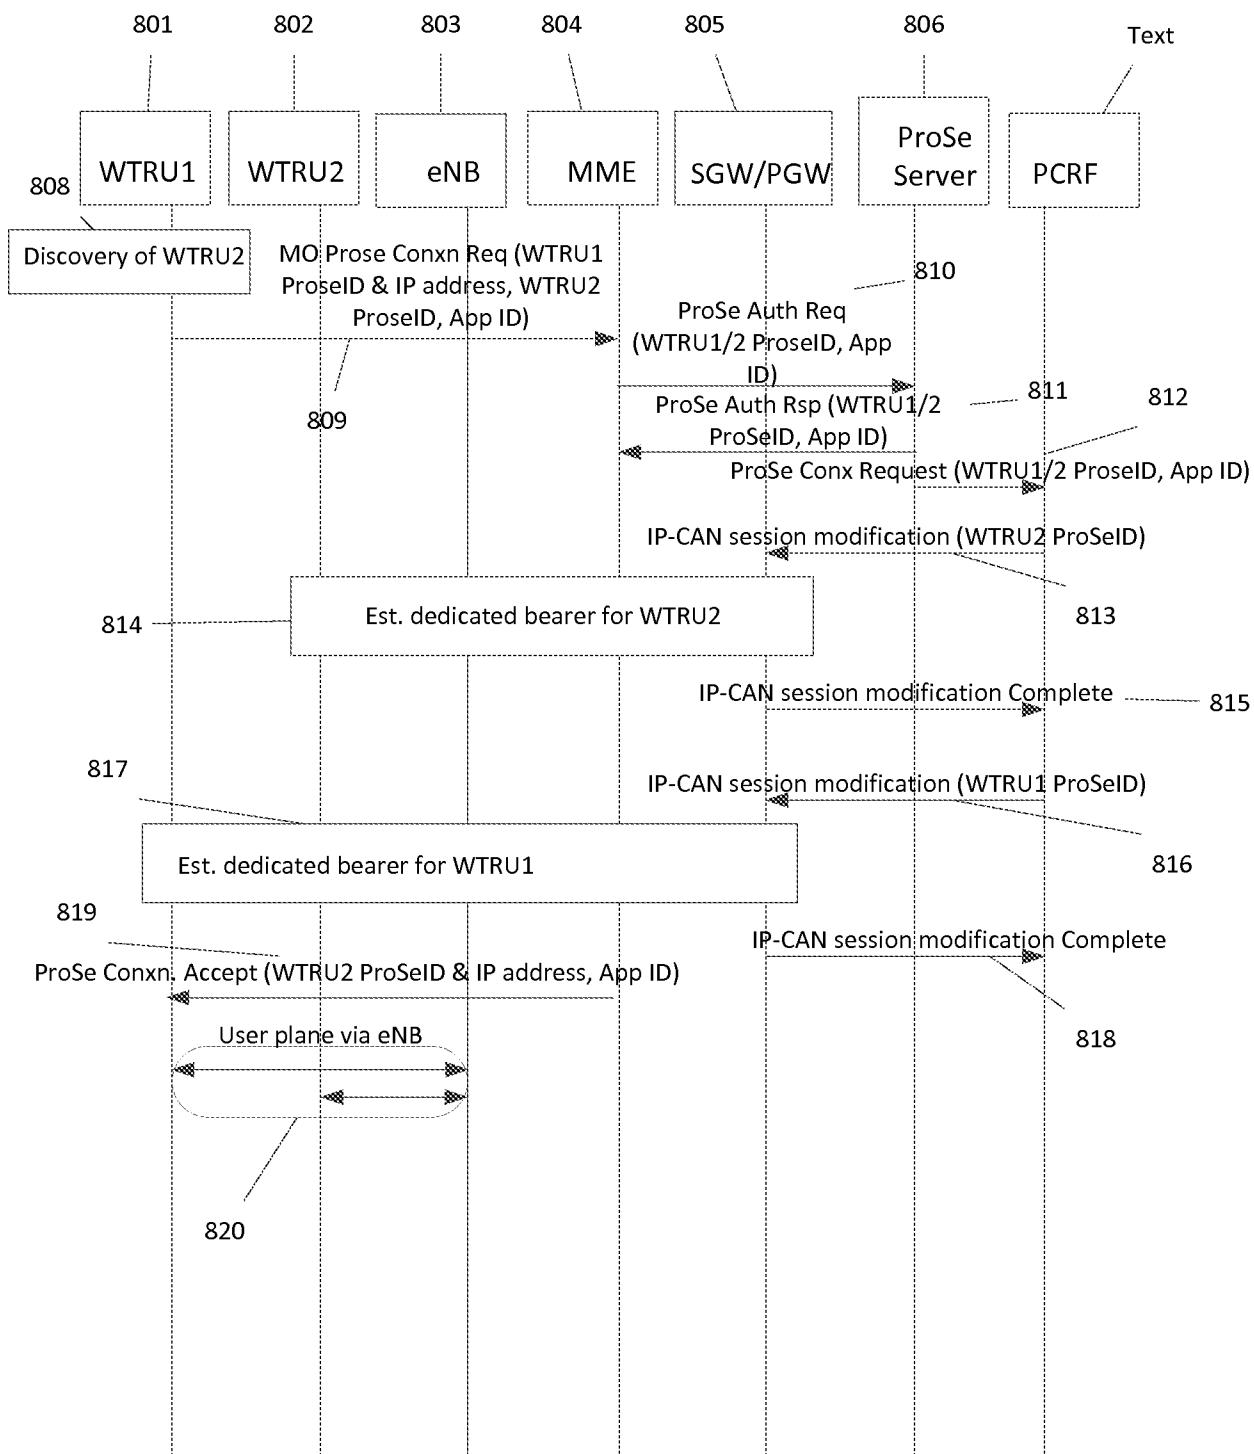 801
802
803
804
805
806
Text
WTRU1
WTRU2
eNB
MME
SGW/PGW
ProSe
Server
PCRF
808
Discovery of WTRU2
MO Prose Conxn Req (WTRU1
ProseID & IP address, WTRU2
ProseID, App ID)
809
810
ProSe Auth Req
(WTRU1/2 ProseID, App
ID)
811
812
ProSe Auth Rsp (WTRU1/2
ProSeID, App ID)
ProSe Conx Request (WTRU1/2 ProseID, App ID)
IP-CAN session modification (WTRU2 ProSeID)
813
814
Est. dedicated bearer for WTRU2
IP-CAN session modification Complete
815
817
IP-CAN session modification (WTRU1 ProSeID)
816
Est. dedicated bearer for WTRU1
819
IP-CAN session modification Complete
ProSe Conxn. Accept (WTRU2 ProSeID & IP address, App ID)
818
User plane via eNB
820